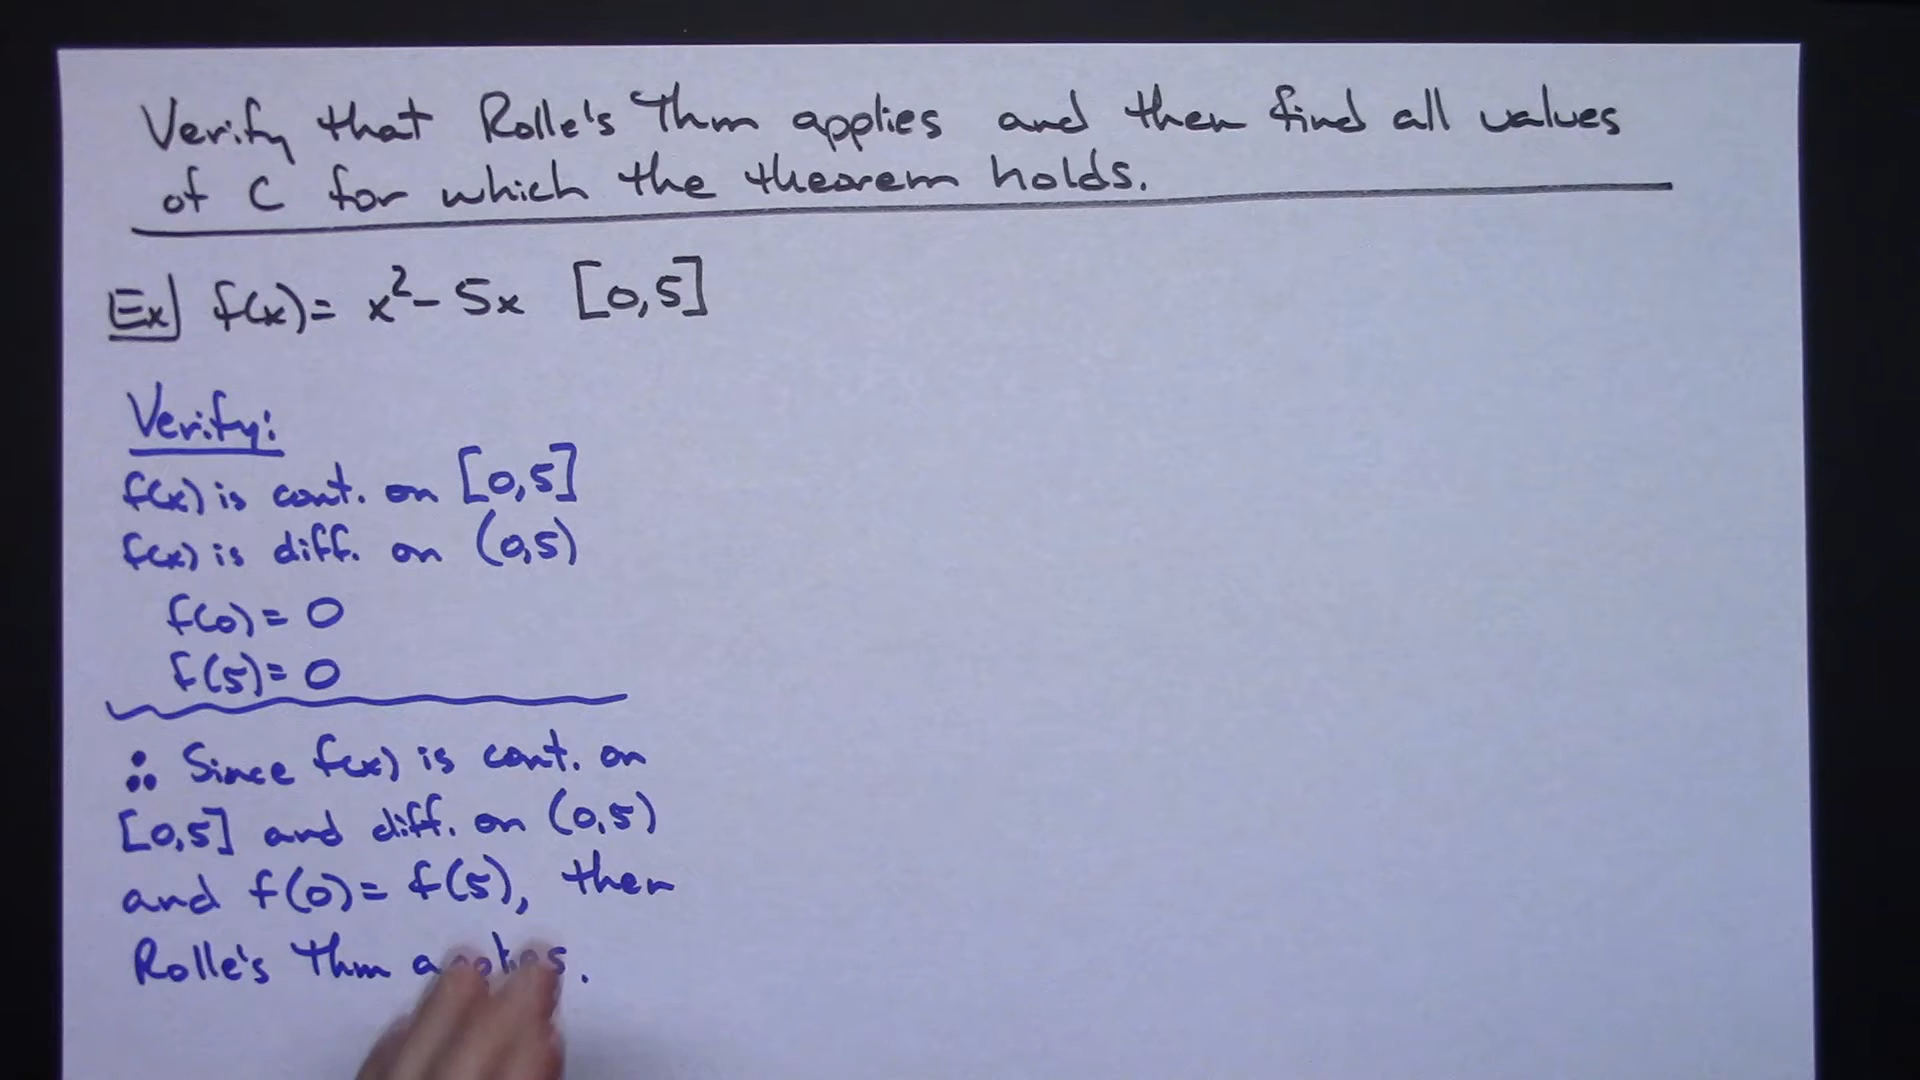 Verify that Rolle's Thm applies and then find all values
of C for which the theorem holds.
Ex] f(x) = x² - 5x [0,5]
Verify:
f(x) is cont. on [0,5]
f(x) is diff. on (0,5)
f(0) = 0
f(5) = 0
∴ Since f(x) is cont. on
[0,5] and diff. on (0,5)
and f(0) = f(5), then
Rolle's Thm applies.